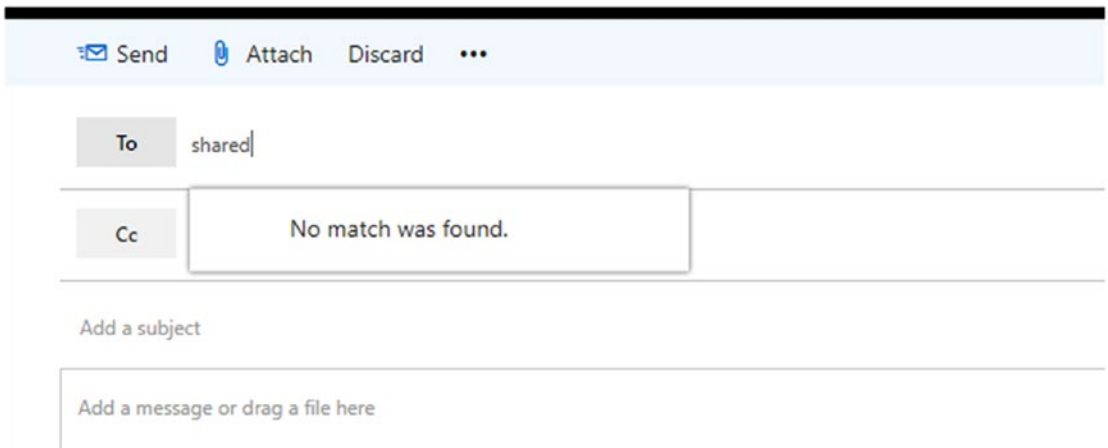 Send Attach Discard •••
To shared
Cc
No match was found.
Add a subject
Add a message or drag a file here